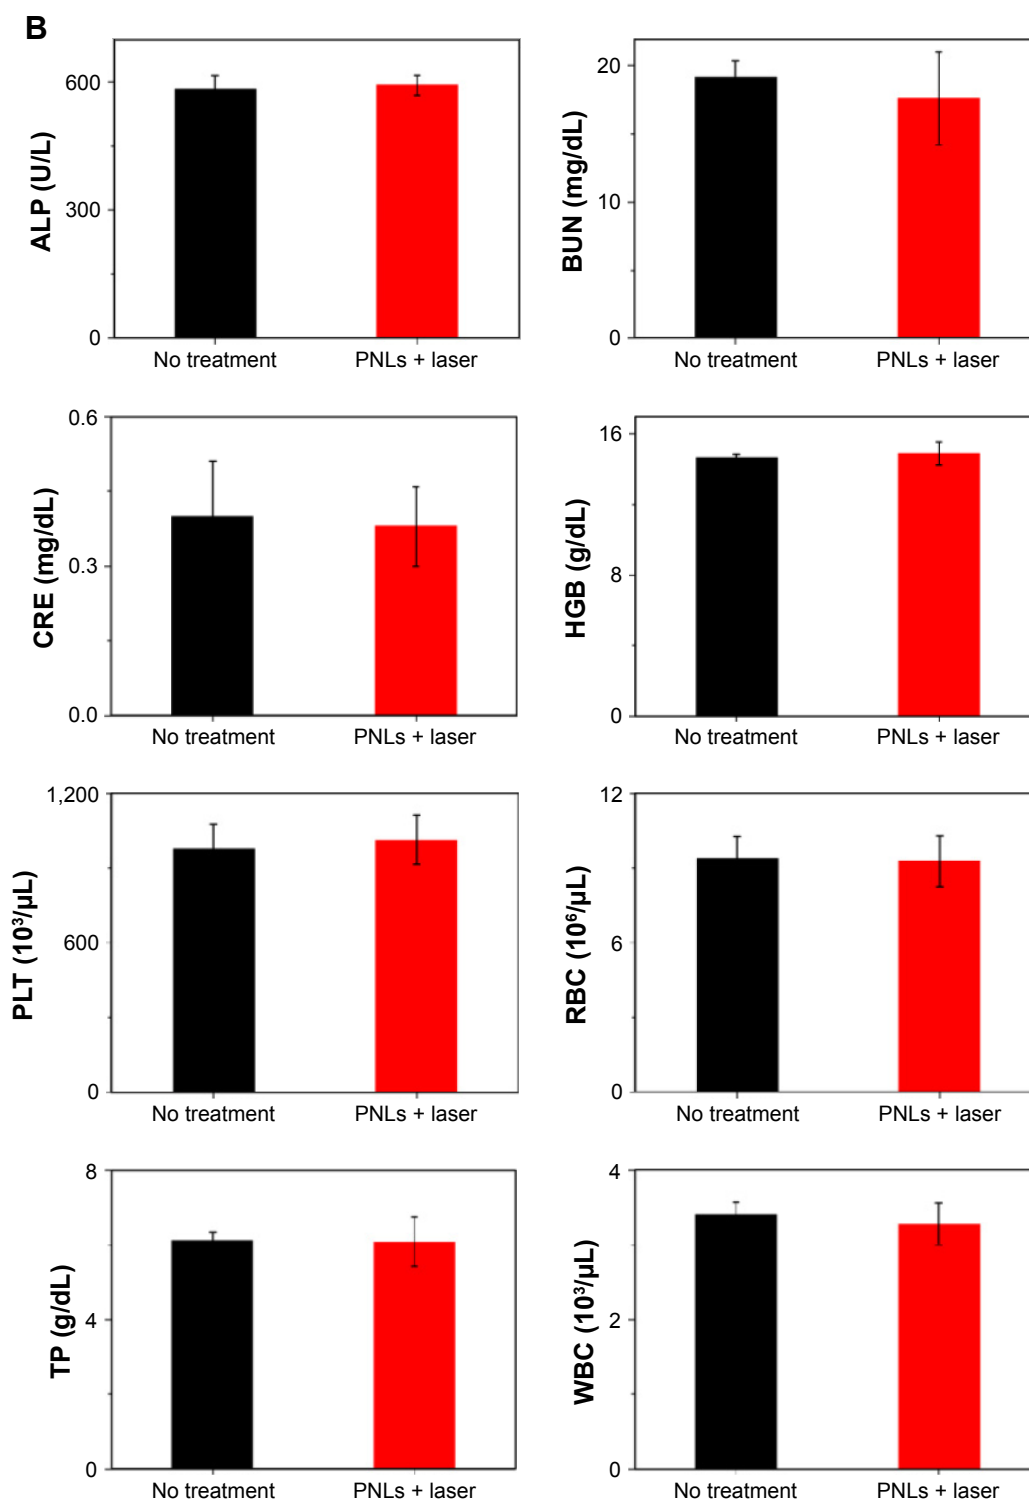 B
ALP (U/L)
600
300
0
No treatment
PNLs + laser
BUN (mg/dL)
20
10
0
No treatment
PNLs + laser
CRE (mg/dL)
0.6
0.3
0.0
No treatment
PNLs + laser
HGB (g/dL)
16
8
0
No treatment
PNLs + laser
PLT (10³/µL)
1,200
600
0
No treatment
PNLs + laser
RBC (10⁶/µL)
12
6
0
No treatment
PNLs + laser
TP (g/dL)
8
4
0
No treatment
PNLs + laser
WBC (10³/µL)
4
2
0
No treatment
PNLs + laser